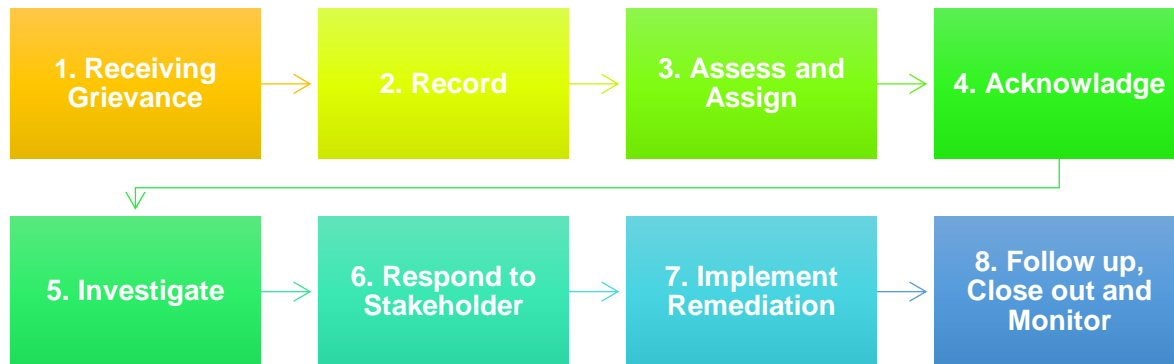 1. Receiving
Grievance
2. Record
3. Assess and
Assign
4. Acknowladge
5. Investigate
6. Respond to
Stakeholder
7. Implement
Remediation
8. Follow up,
Close out and
Monitor